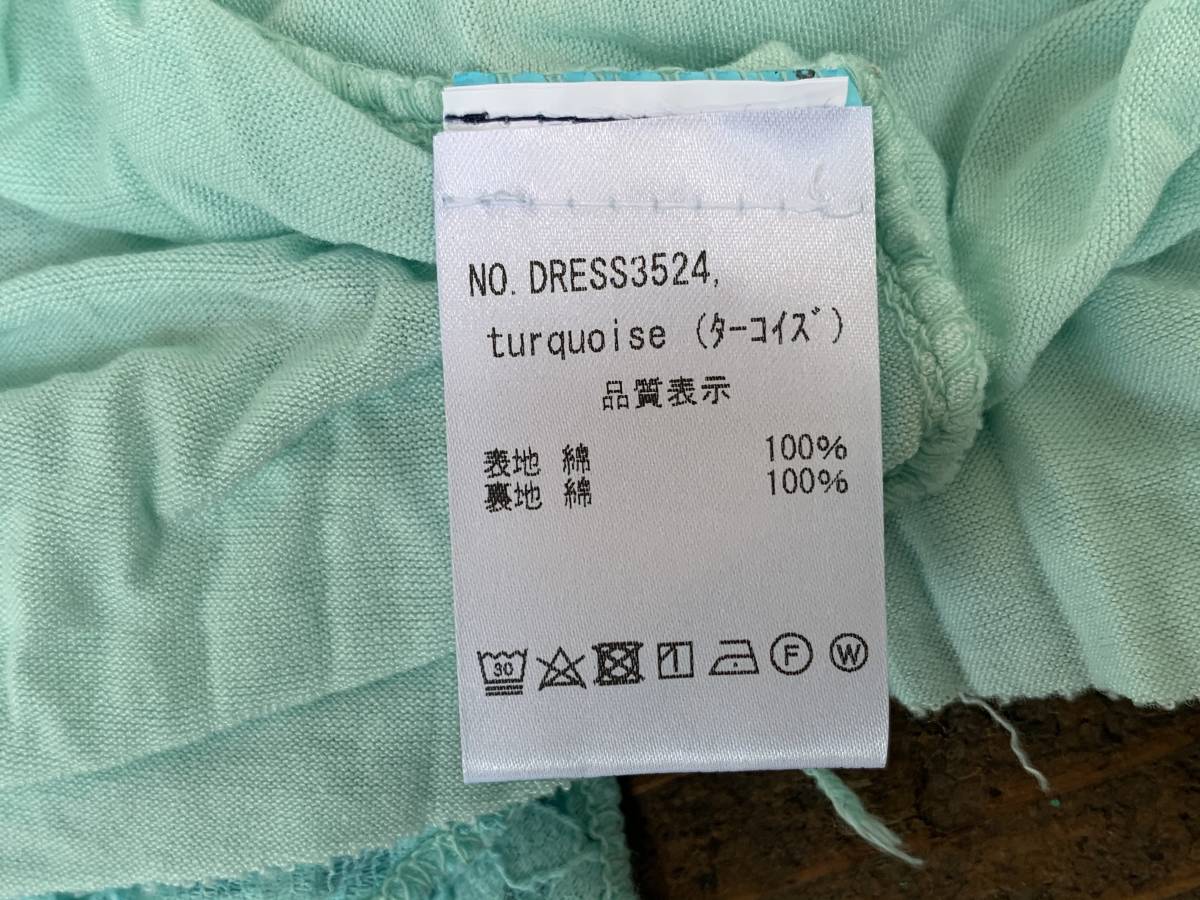 NO. DRESS3524,
turquoise (ﾀｰｺｲｽﾞ)
品質表示
表地 綿 100%
裏地 綿 100%
30 F W